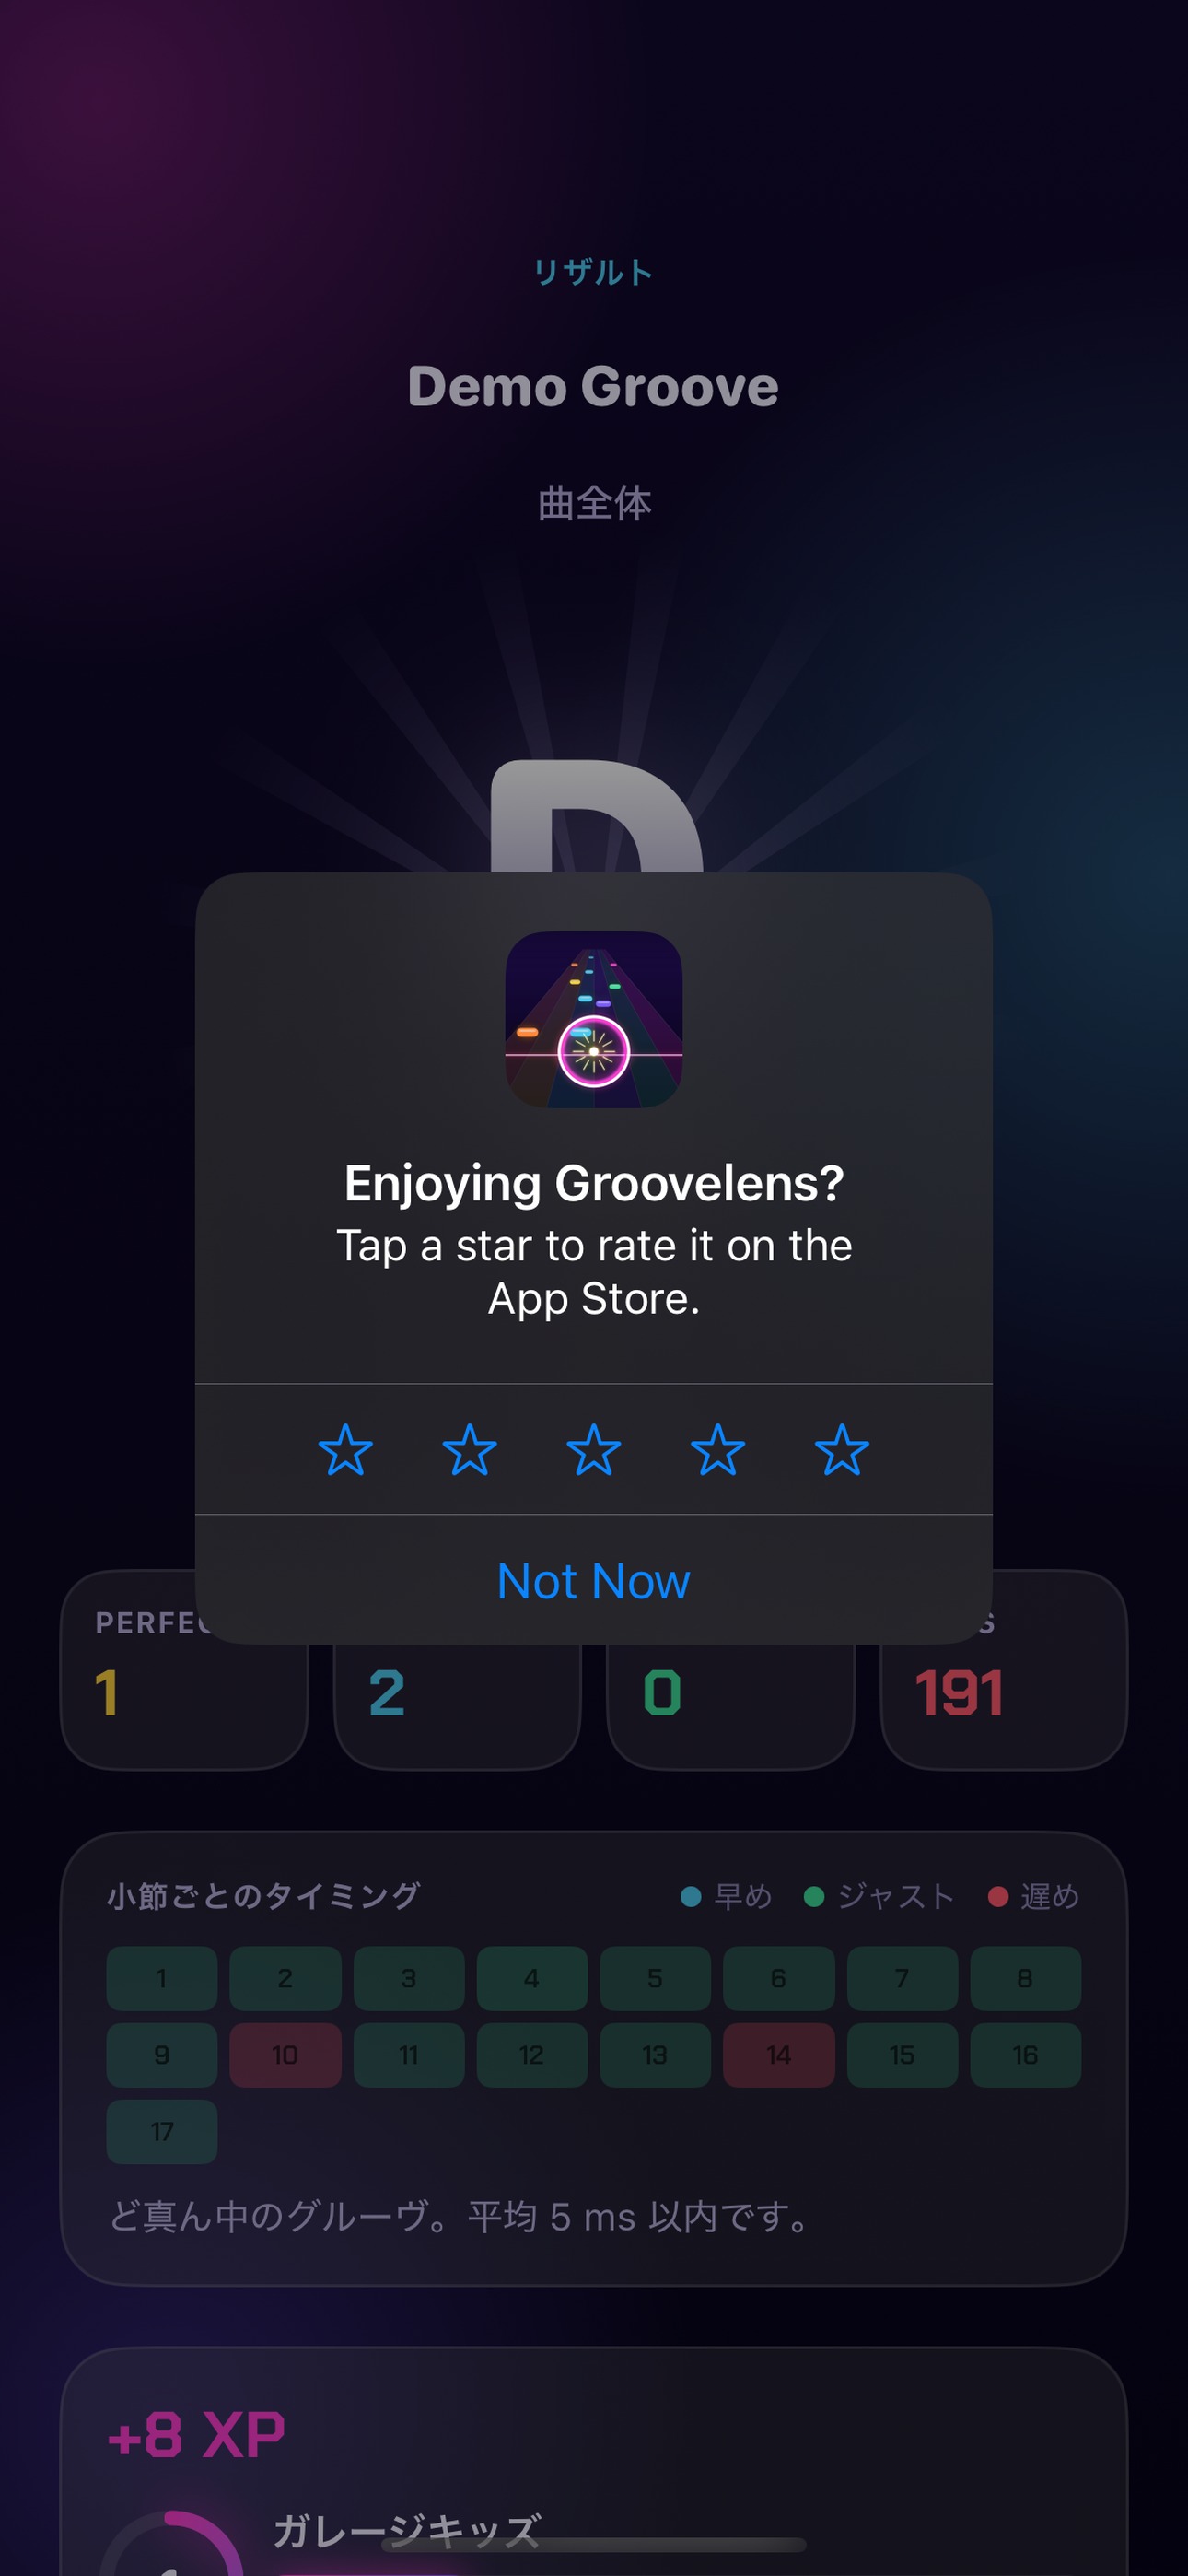 リザルト
Demo Groove
曲全体
D
Enjoying Groovelens?
Tap a star to rate it on the
App Store.
Not Now
1
2
0
191
小節ごとのタイミング
早め ジャスト 遅め
1 2 3 4 5 6 7 8
9 10 11 12 13 14 15 16
17
ど真ん中のグルーヴ。平均 5 ms 以内です。
+8 XP
ガレージキッズ